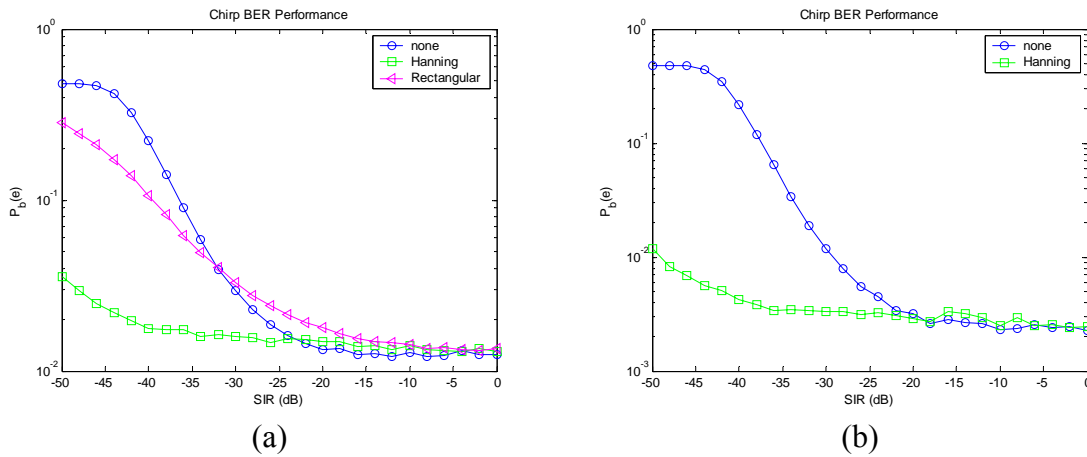 Chirp BER Performance
10^0
none
Hanning
Rectangular
P_b(e)
10^-1
10^-2
-50 -45 -40 -35 -30 -25 -20 -15 -10 -5 0
SIR (dB)
(a)
Chirp BER Performance
10^0
none
Hanning
10^-1
P_b(e)
10^-2
10^-3
-50 -45 -40 -35 -30 -25 -20 -15 -10 -5 0
SIR (dB)
(b)